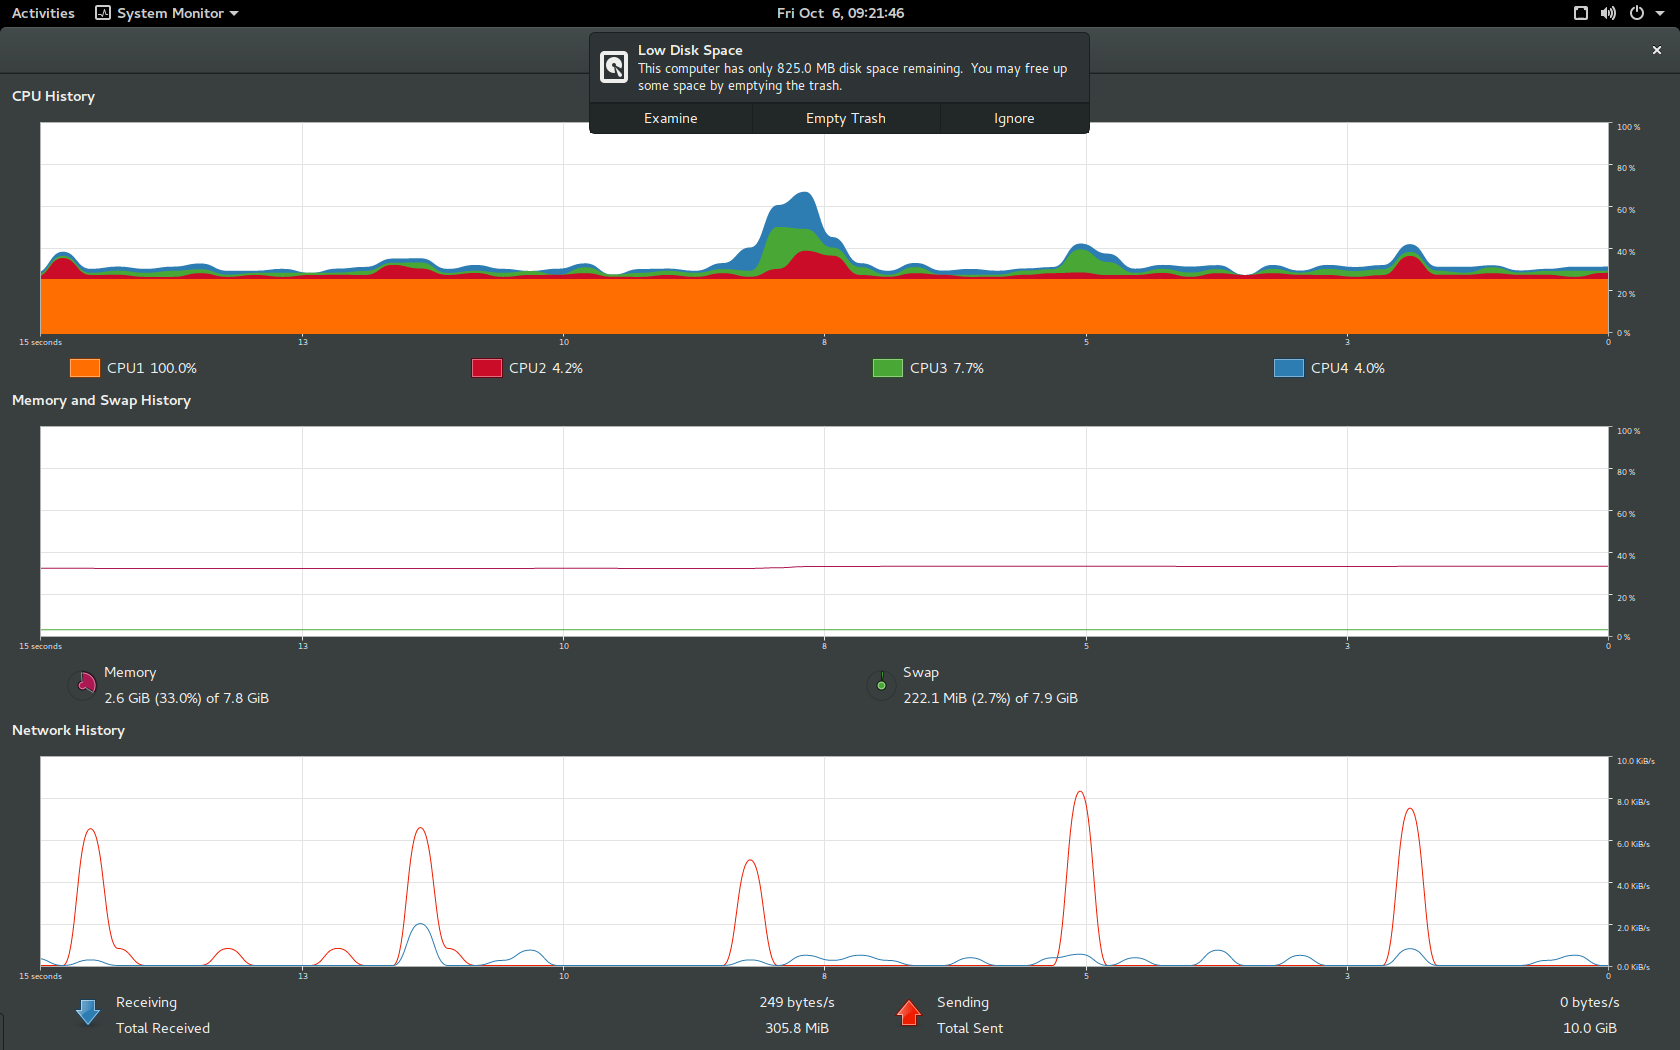 Activities System Monitor Fri Oct 6, 09:21:46
Low Disk Space
This computer has only 825.0 MB disk space remaining. You may free up
some space by emptying the trash.
Examine Empty Trash Ignore
CPU History
100 %
80 %
60 %
40 %
20 %
0 %
15 seconds 13 10 8 5 3 0
CPU1 100.0% CPU2 4.2% CPU3 7.7% CPU4 4.0%
Memory and Swap History
100 %
80 %
60 %
40 %
20 %
0 %
15 seconds 13 10 8 5 3 0
Memory Swap
2.6 GiB (33.0%) of 7.8 GiB 222.1 MiB (2.7%) of 7.9 GiB
Network History
10.0 KiB/s
8.0 KiB/s
6.0 KiB/s
4.0 KiB/s
2.0 KiB/s
0.0 KiB/s
15 seconds 13 10 8 5 3 0
Receiving 249 bytes/s Sending 0 bytes/s
Total Received 305.8 MiB Total Sent 10.0 GiB